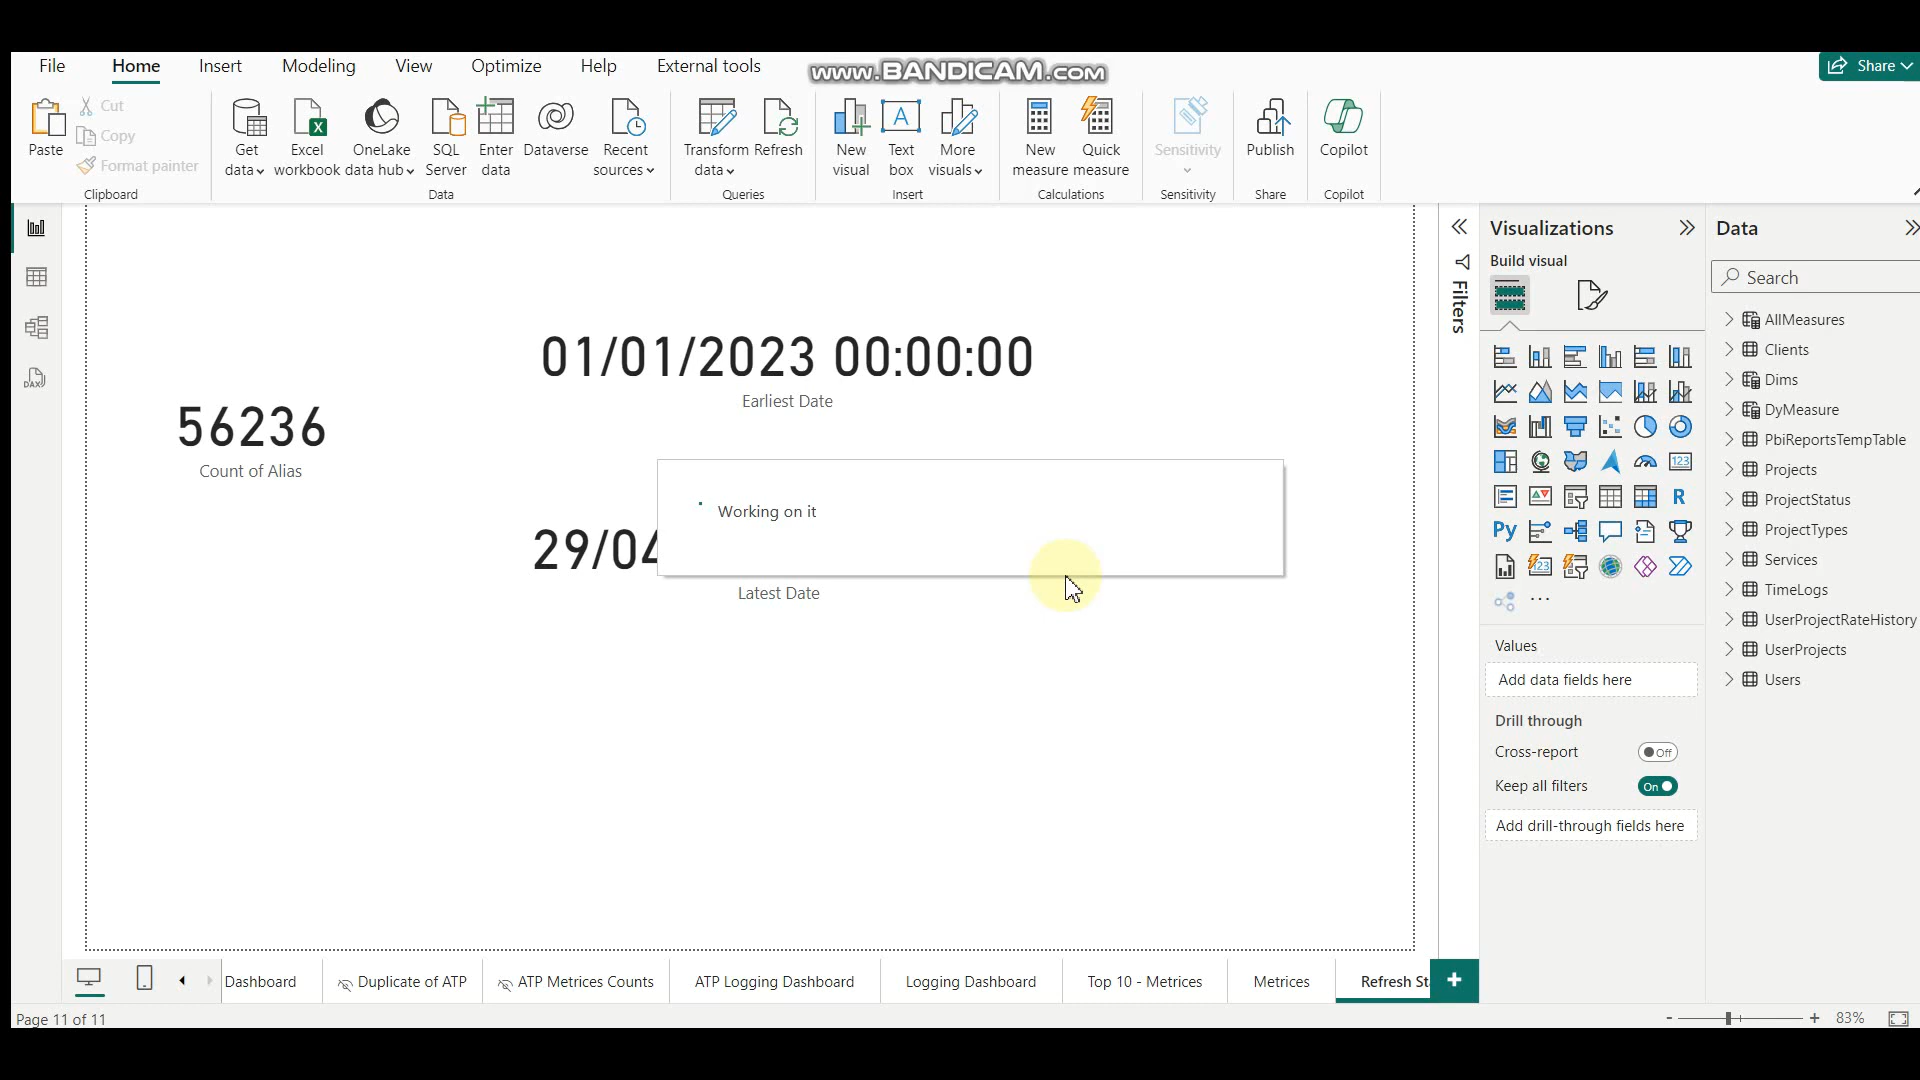 File Home Insert Modeling View Optimize Help External tools www.BANDICAM.com Share
Paste Cut Copy Format painter
Get data Excel workbook OneLake data hub SQL Server Enter data Dataverse Recent sources
Transform data Refresh New visual Text box More visuals New measure Quick measure Sensitivity Publish Copilot
Clipboard Data Queries Insert Calculations Sensitivity Share Copilot
Filters
Visualizations
Build visual
Data
Search
01/01/2023 00:00:00
Earliest Date
56236
Count of Alias
Working on it
29/04
Latest Date
123
R
Py
123
Values
Add data fields here
Drill through
Cross-report Off
Keep all filters On
Add drill-through fields here
AllMeasures
Clients
Dims
DyMeasure
PbiReportsTempTable
Projects
ProjectStatus
ProjectTypes
Services
TimeLogs
UserProjectRateHistory
UserProjects
Users
DAX
Dashboard Duplicate of ATP ATP Metrices Counts ATP Logging Dashboard Logging Dashboard Top 10 - Metrices Metrices Refresh St +
Page 11 of 11 - + 83%